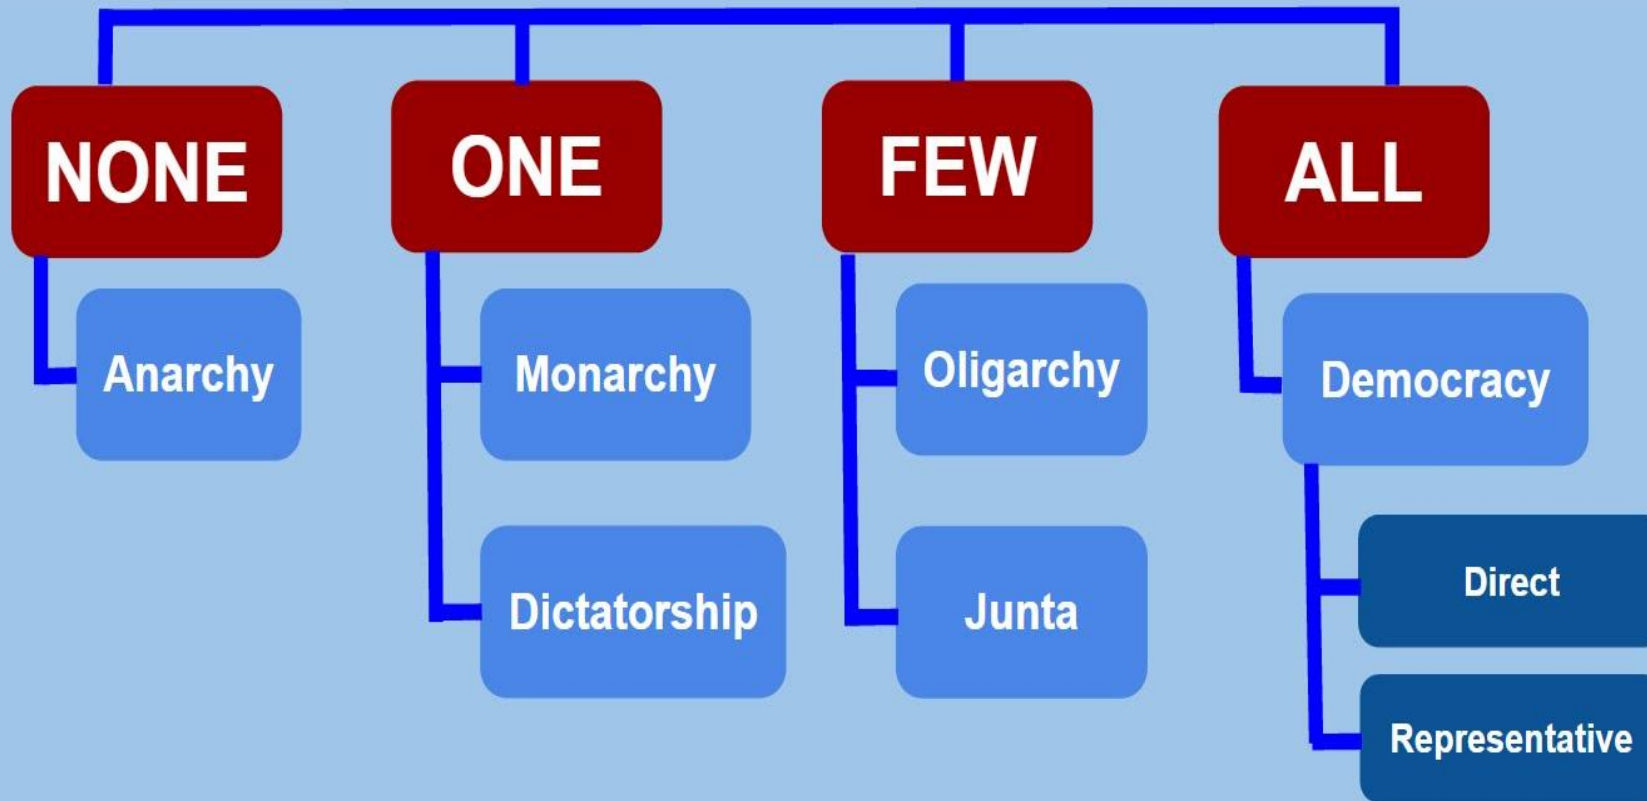 NONE
ONE
FEW
ALL
Anarchy
Monarchy
Oligarchy
Democracy
Dictatorship
Junta
Direct
Representative